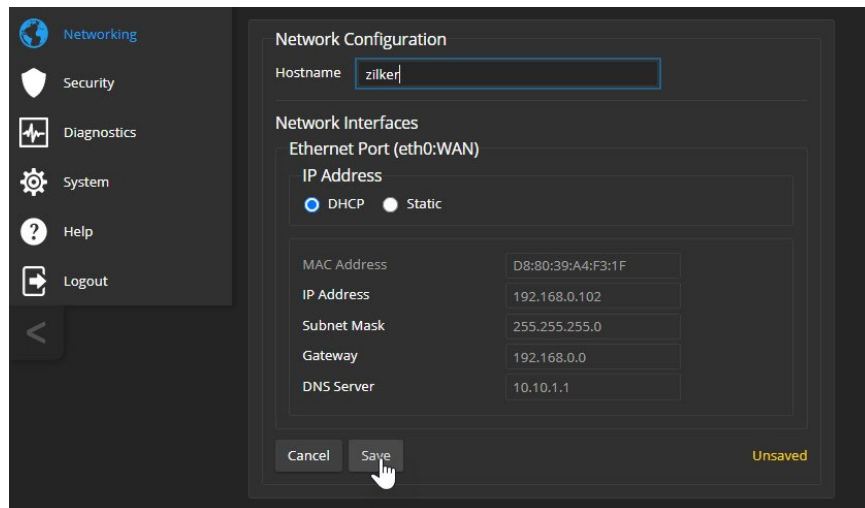 Networking
Security
Diagnostics
System
Help
Logout
Network Configuration
Hostname zilker
Network Interfaces
Ethernet Port (eth0:WAN)
IP Address
DHCP Static
MAC Address D8:80:39:A4:F3:1F
IP Address 192.168.0.102
Subnet Mask 255.255.255.0
Gateway 192.168.0.0
DNS Server 10.10.1.1
Cancel Save Unsaved